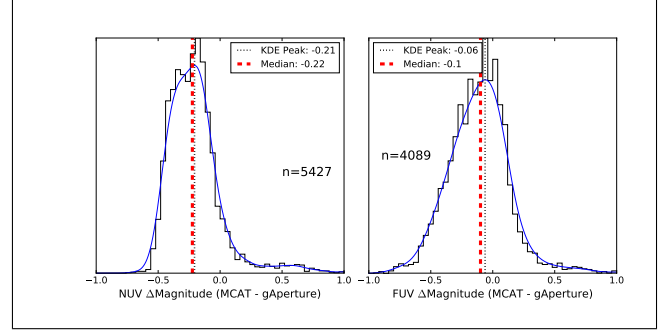 KDE Peak: -0.21
Median: -0.22
n=5427
−1.0 −0.5 0.0 0.5 1.0
NUV ΔMagnitude (MCAT - gAperture)
KDE Peak: -0.06
Median: -0.1
n=4089
−1.0 −0.5 0.0 0.5 1.0
FUV ΔMagnitude (MCAT - gAperture)